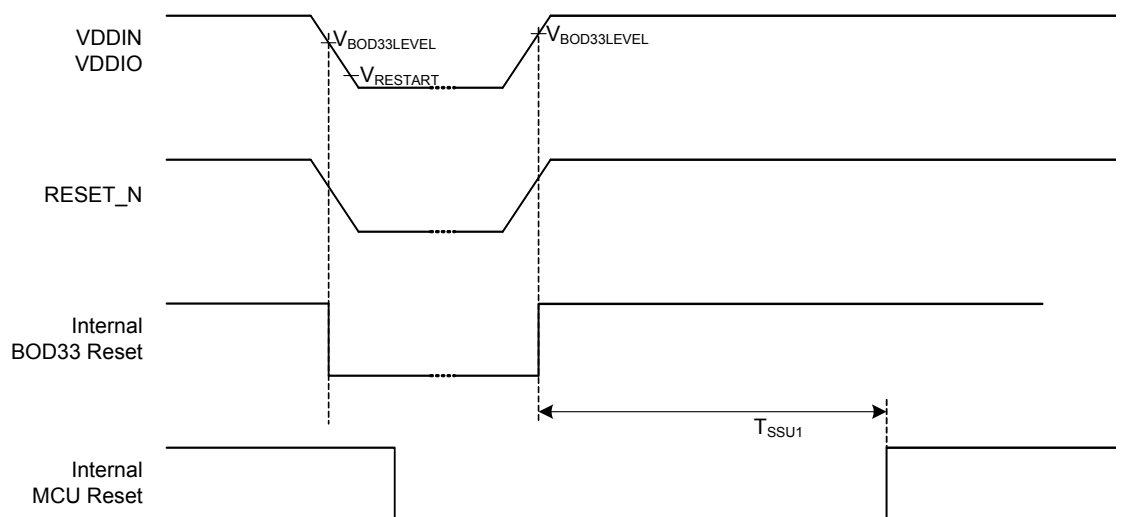 VDDIN
VDDIO
VBOD33LEVEL
VRESTART
VBOD33LEVEL
RESET_N
Internal
BOD33 Reset
TSSU1
Internal
MCU Reset